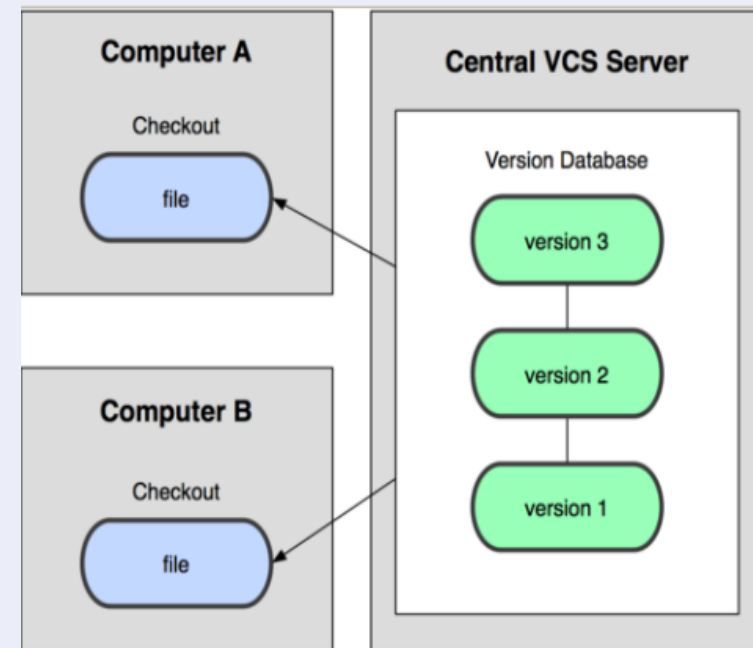 Computer A
Checkout
file
Central VCS Server
Version Database
version 3
version 2
version 1
Computer B
Checkout
file